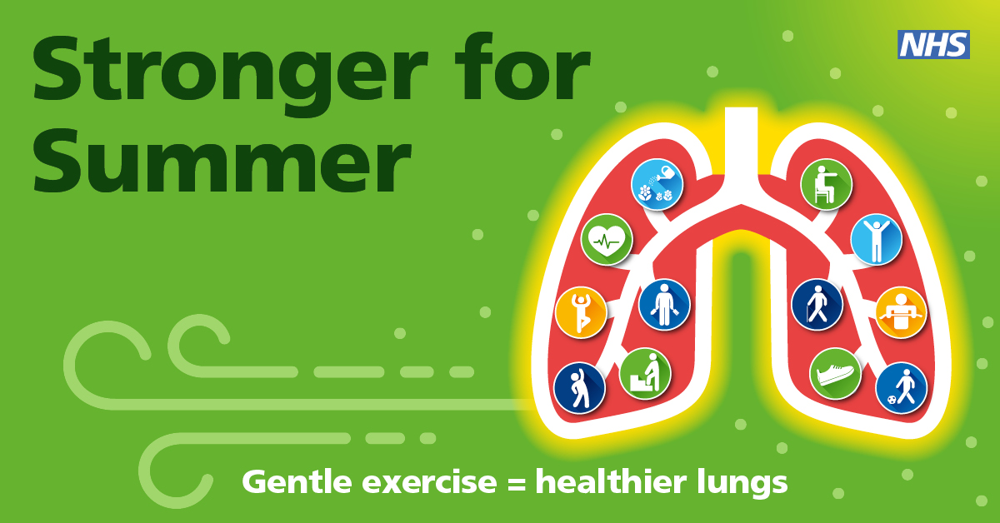 Stronger for
Summer
NHS
Gentle exercise = healthier lungs